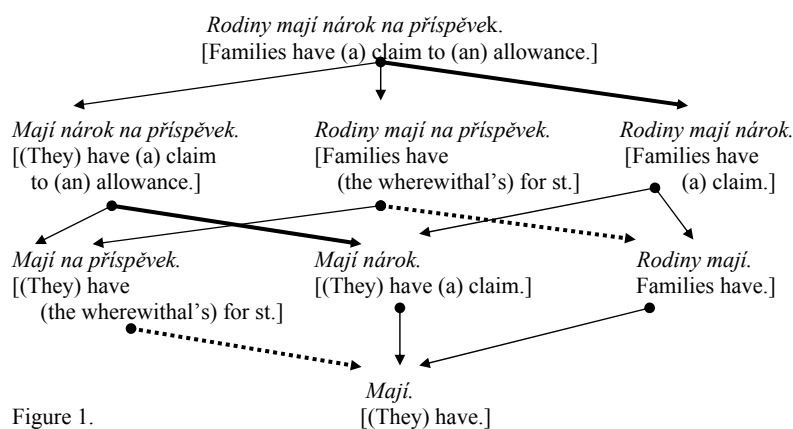 Rodiny mají nárok na příspěvek.
[Families have (a) claim to (an) allowance.]
Mají nárok na příspěvek.
[(They) have (a) claim
to (an) allowance.]
Rodiny mají na příspěvek.
[Families have
(the wherewithal's) for st.]
Rodiny mají nárok.
[Families have
(a) claim.]
Mají na příspěvek.
[(They) have
(the wherewithal's) for st.]
Mají nárok.
[(They) have (a) claim.]
Rodiny mají.
Families have.]
Mají.
[(They) have.]
Figure 1.